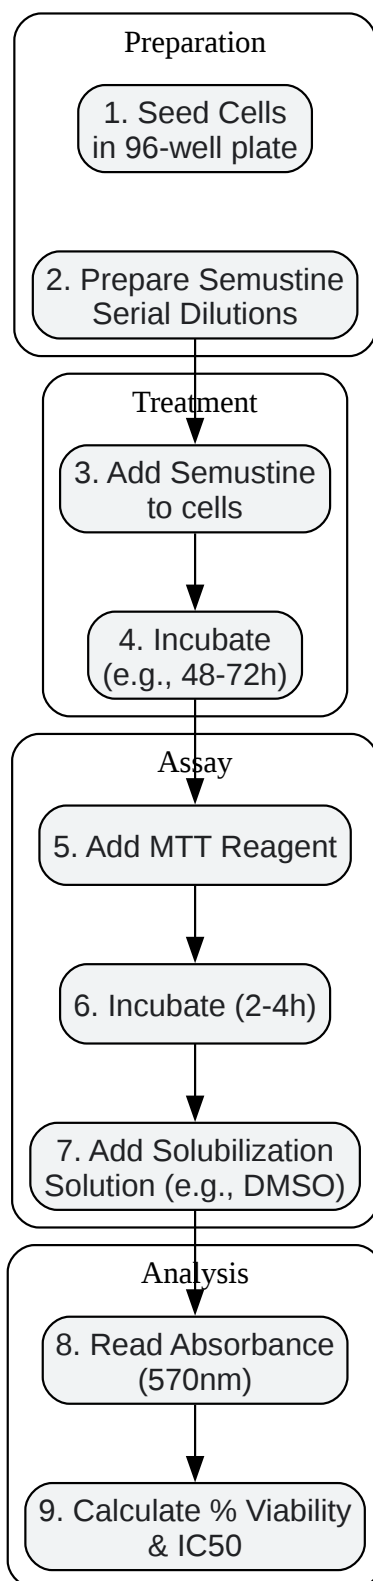 Preparation
1. Seed Cells
in 96-well plate
2. Prepare Semustine
Serial Dilutions
Treatment
3. Add Semustine
to cells
4. Incubate
(e.g., 48-72h)
Assay
5. Add MTT Reagent
6. Incubate (2-4h)
7. Add Solubilization
Solution (e.g., DMSO)
Analysis
8. Read Absorbance
(570nm)
9. Calculate % Viability
& IC50